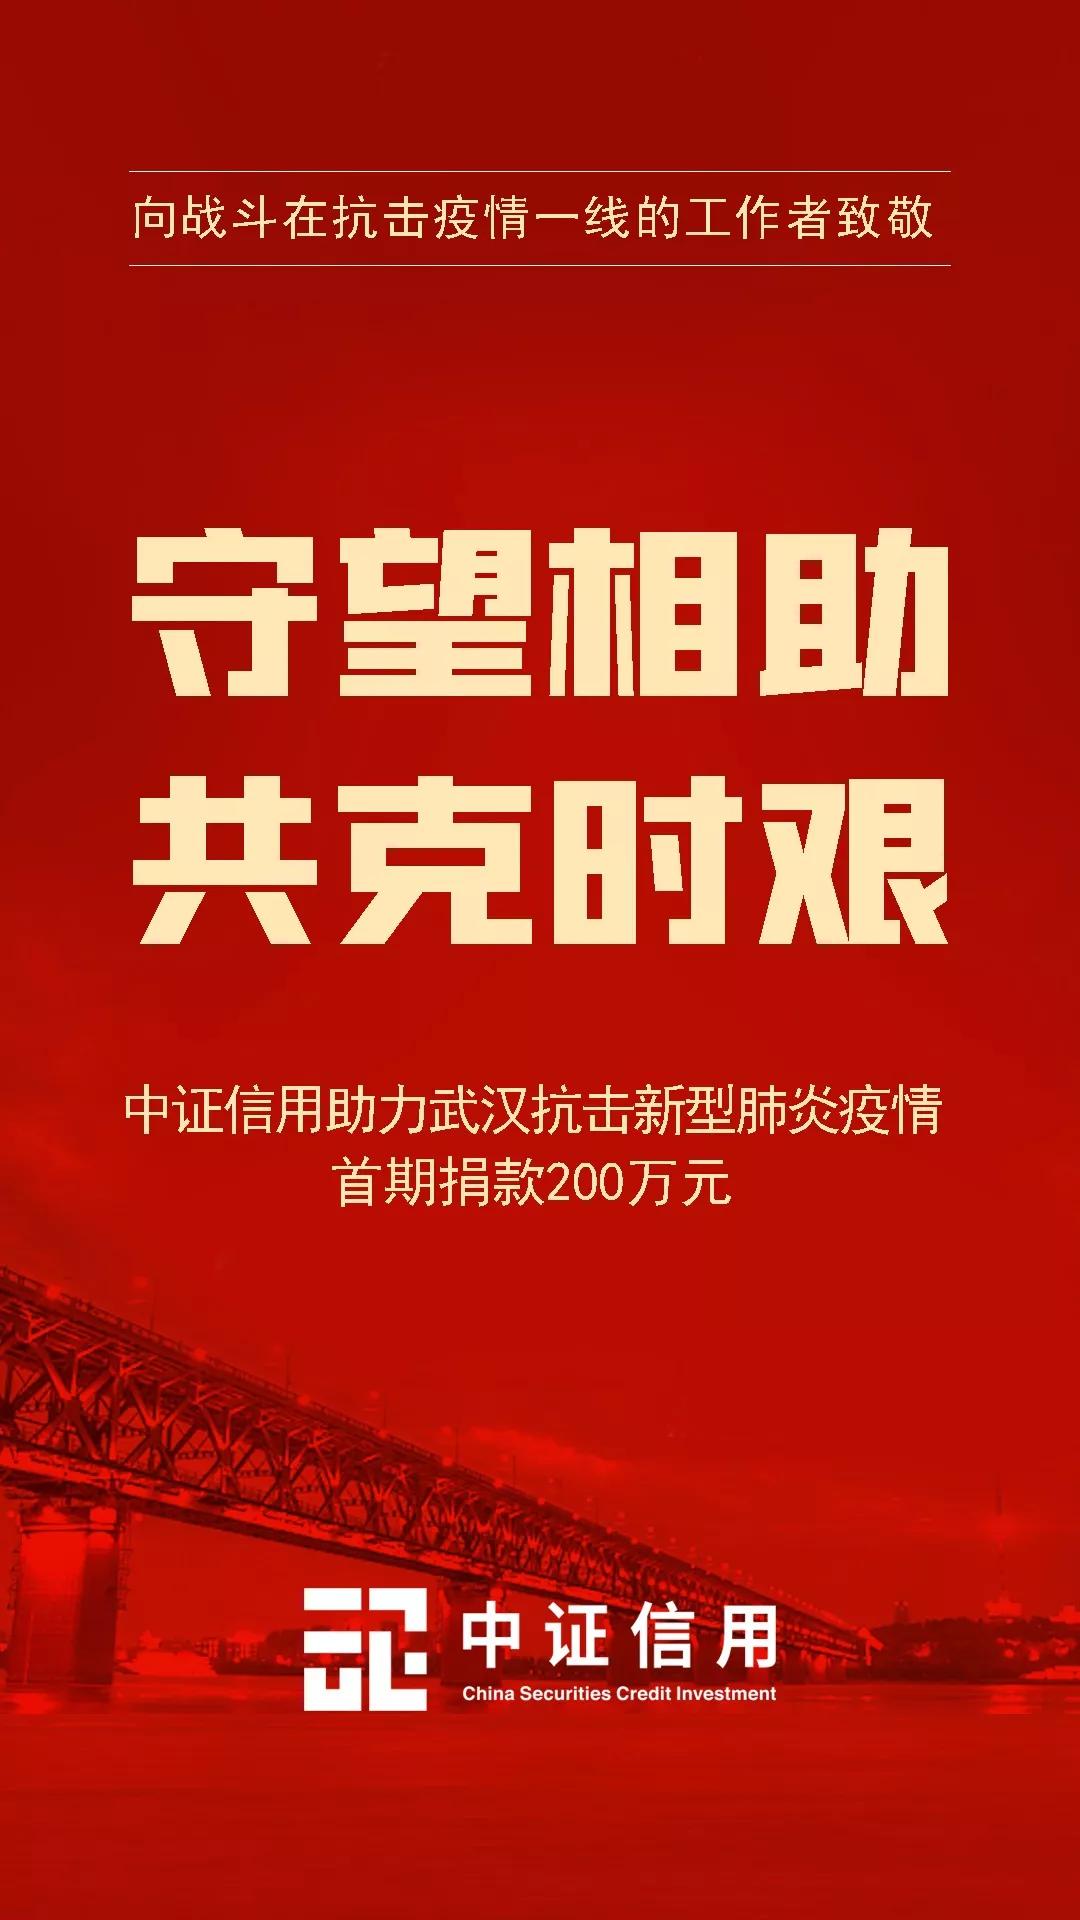 向战斗在抗击疫情一线的工作者致敬
守望相助
共克时艰
中证信用助力武汉抗击新型肺炎疫情
首期捐款200万元
中证信用
China Securities Credit Investment